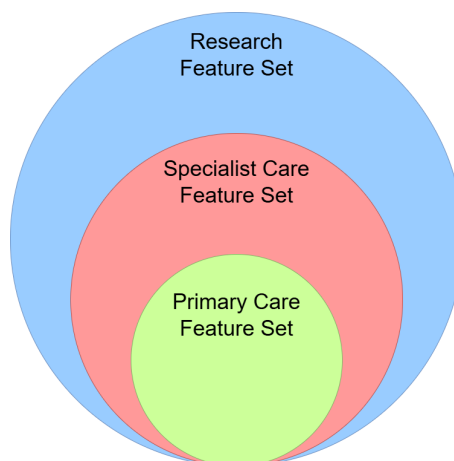 Research
Feature Set
Specialist Care
Feature Set
Primary Care
Feature Set